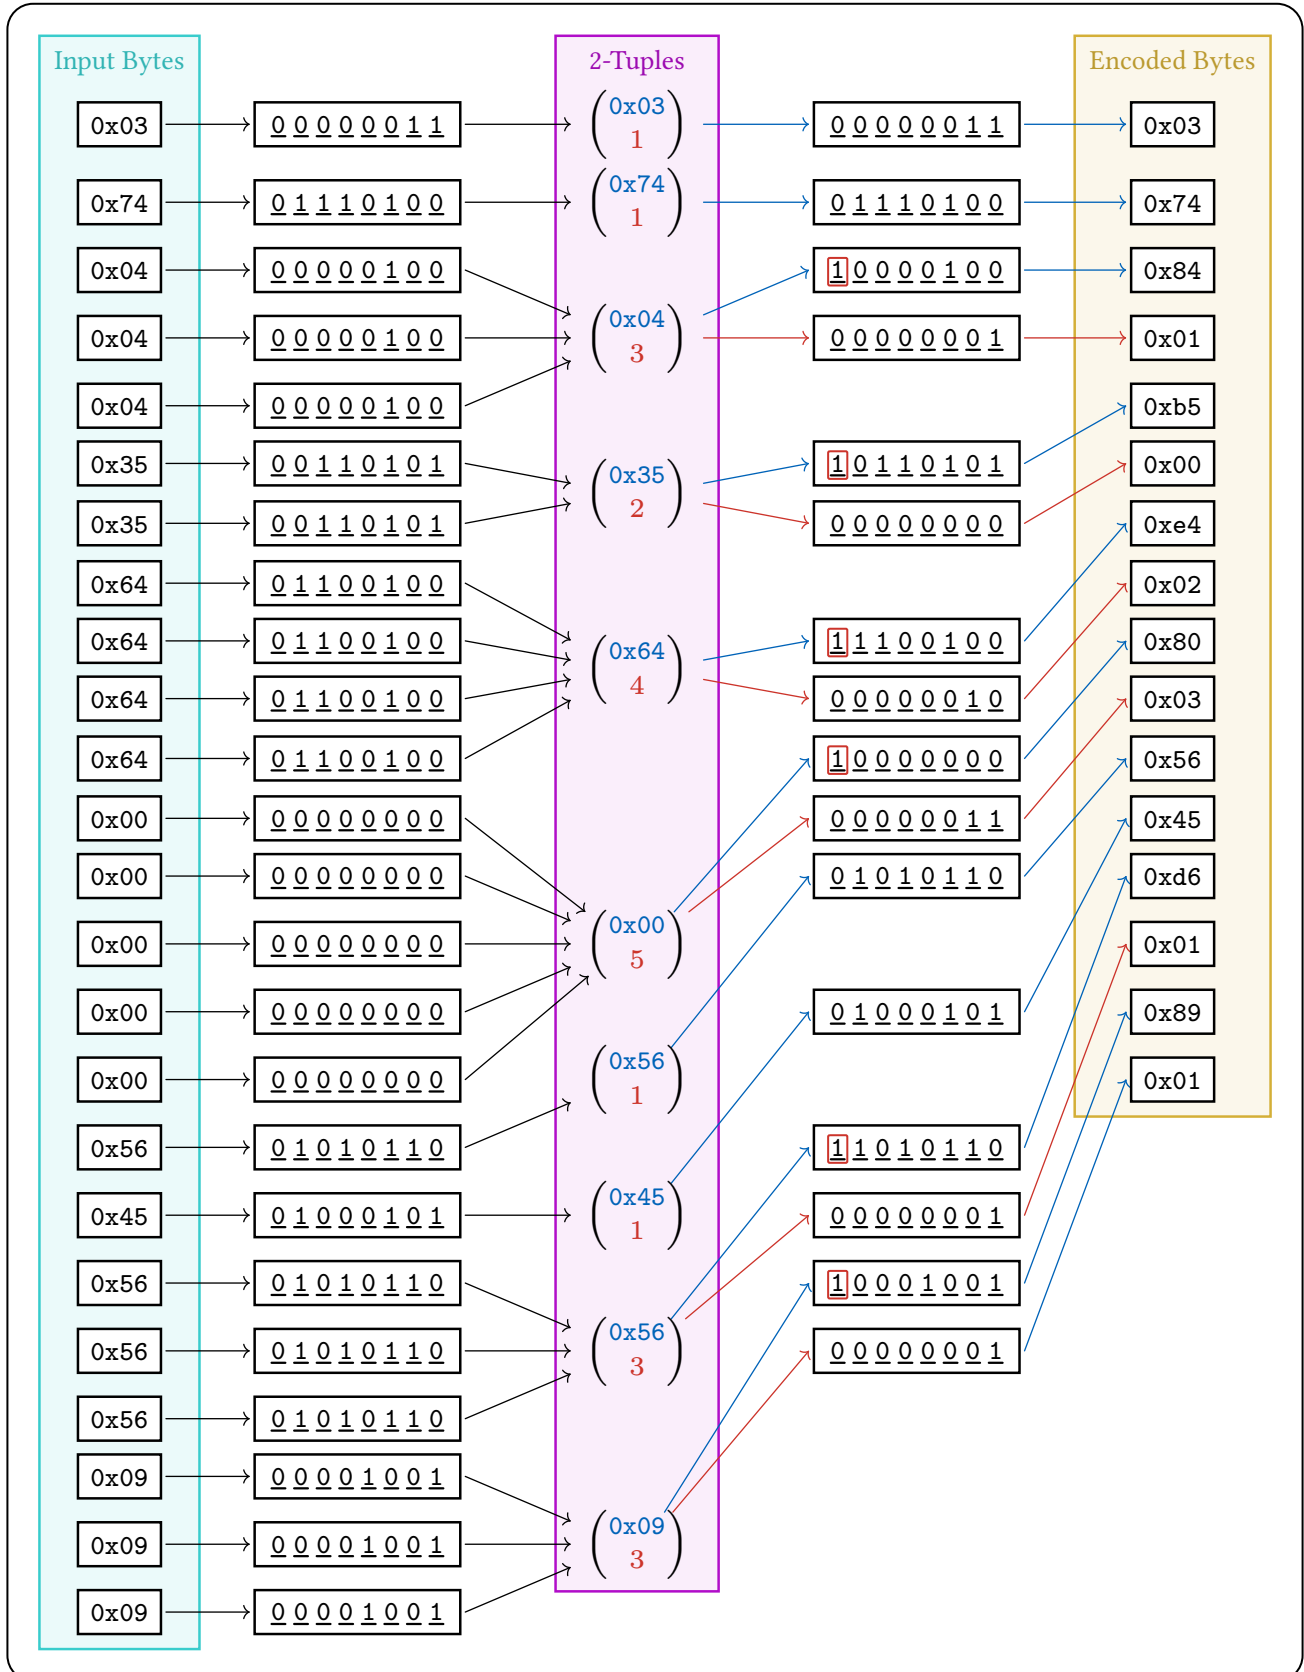 Input Bytes 2-Tuples Encoded Bytes
0x03 0 0 0 0 0 0 1 1 0x03 1 0 0 0 0 0 0 1 1 0x03
0x74 0 1 1 1 0 1 0 0 0x74 1 0 1 1 1 0 1 0 0 0x74
0x04 0 0 0 0 0 1 0 0 1 0 0 0 0 1 0 0 0x84
0x04 0 0 0 0 0 1 0 0 0x04 3 0 0 0 0 0 0 0 1 0x01
0x04 0 0 0 0 0 1 0 0 0xb5
0x35 0 0 1 1 0 1 0 1 0x35 1 0 1 1 0 1 0 1 0x00
0x35 0 0 1 1 0 1 0 1 2 0 0 0 0 0 0 0 0 0xe4
0x64 0 1 1 0 0 1 0 0 0x02
0x64 0 1 1 0 0 1 0 0 0x64 1 1 1 0 0 1 0 0 0x80
0x64 0 1 1 0 0 1 0 0 4 0 0 0 0 0 0 1 0 0x03
0x64 0 1 1 0 0 1 0 0 1 0 0 0 0 0 0 0 0x56
0x00 0 0 0 0 0 0 0 0 0 0 0 0 0 0 1 1 0x45
0x00 0 0 0 0 0 0 0 0 0 1 0 1 0 1 1 0 0xd6
0x00 0 0 0 0 0 0 0 0 0x00 5 0x01
0x00 0 0 0 0 0 0 0 0 0 1 0 0 0 1 0 1 0x89
0x00 0 0 0 0 0 0 0 0 0x56 1 0x01
0x56 0 1 0 1 0 1 1 0 1 1 0 1 0 1 1 0
0x45 0 1 0 0 0 1 0 1 0x45 1 0 0 0 0 0 0 0 1
0x56 0 1 0 1 0 1 1 0 1 0 0 0 1 0 0 1
0x56 0 1 0 1 0 1 1 0 0x56 3 0 0 0 0 0 0 0 1
0x56 0 1 0 1 0 1 1 0
0x09 0 0 0 0 1 0 0 1
0x09 0 0 0 0 1 0 0 1 0x09 3
0x09 0 0 0 0 1 0 0 1